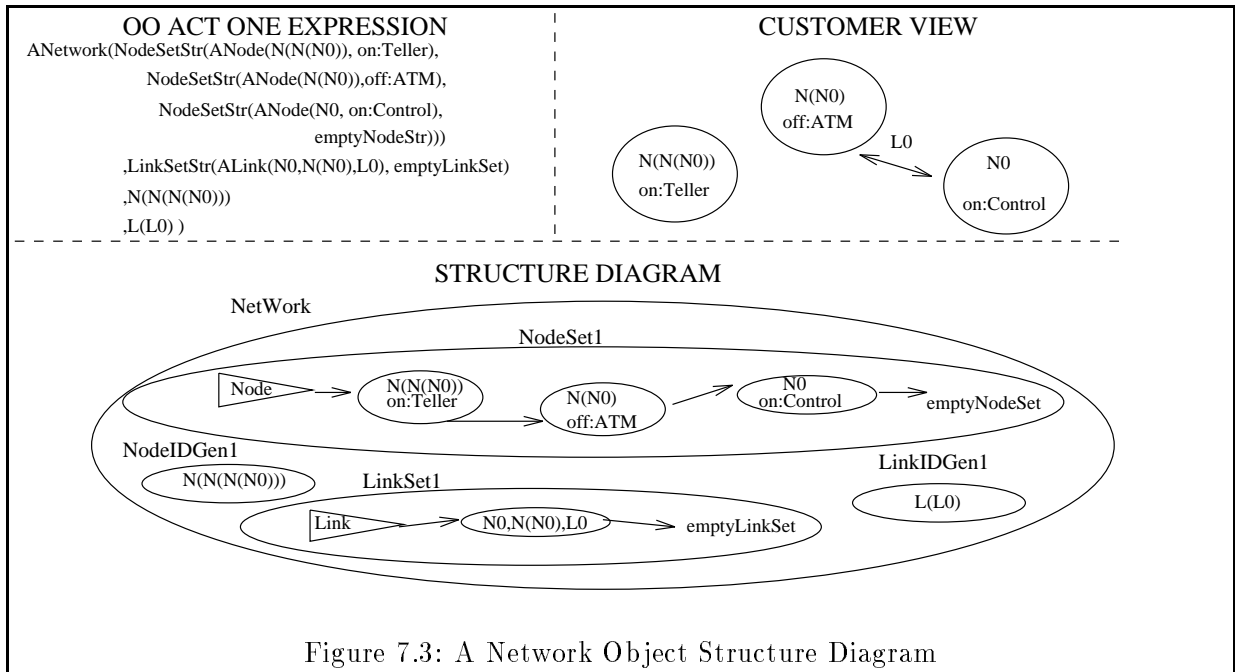 OO ACT ONE EXPRESSION
ANetwork(NodeSetStr(ANode(N(N(N0)), on:Teller),
NodeSetStr(ANode(N(N0)),off:ATM),
NodeSetStr(ANode(N0, on:Control),
emptyNodeStr)))
,LinkSetStr(ALink(N0,N(N0),L0), emptyLinkSet)
,N(N(N(N0)))
,L(L0) )
CUSTOMER VIEW
N(N0)
off:ATM
L0
N(N(N0))
on:Teller
N0
on:Control
STRUCTURE DIAGRAM
NetWork
NodeSet1
Node
N(N(N0))
on:Teller
N(N0)
off:ATM
N0
on:Control
emptyNodeSet
NodeIDGen1
N(N(N(N0)))
LinkSet1
Link
N0,N(N0),L0
emptyLinkSet
LinkIDGen1
L(L0)
Figure 7.3: A Network Object Structure Diagram